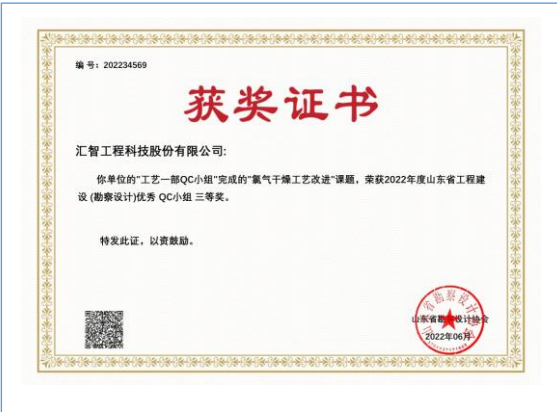 编 号：202234569
获奖证书
汇智工程科技股份有限公司:
你单位的"工艺一部QC小组"完成的"氯气干燥工艺改进"课题，荣获2022年度山东省工程建
设 (勘察设计)优秀 QC小组 三等奖。
特发此证，以资鼓励。
山东省勘察设计协会
2022年06月